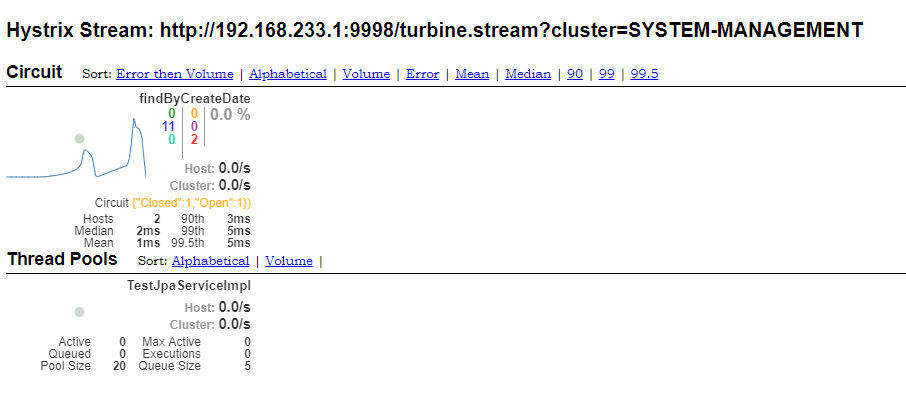 Hystrix Stream: http://192.168.233.1:9998/turbine.stream?cluster=SYSTEM-MANAGEMENT
Circuit Sort: Error then Volume | Alphabetical | Volume | Error | Mean | Median | 90 | 99 | 99.5
findByCreateDate
0 0 0.0 %
11 0
0 2
Host: 0.0/s
Cluster: 0.0/s
Circuit {"Closed":1,"Open":1})
Hosts 2 90th 3ms
Median 2ms 99th 5ms
Mean 1ms 99.5th 5ms
Thread Pools Sort: Alphabetical | Volume |
TestJpaServiceImpl
Host: 0.0/s
Cluster: 0.0/s
Active 0 Max Active 0
Queued 0 Executions 0
Pool Size 20 Queue Size 5